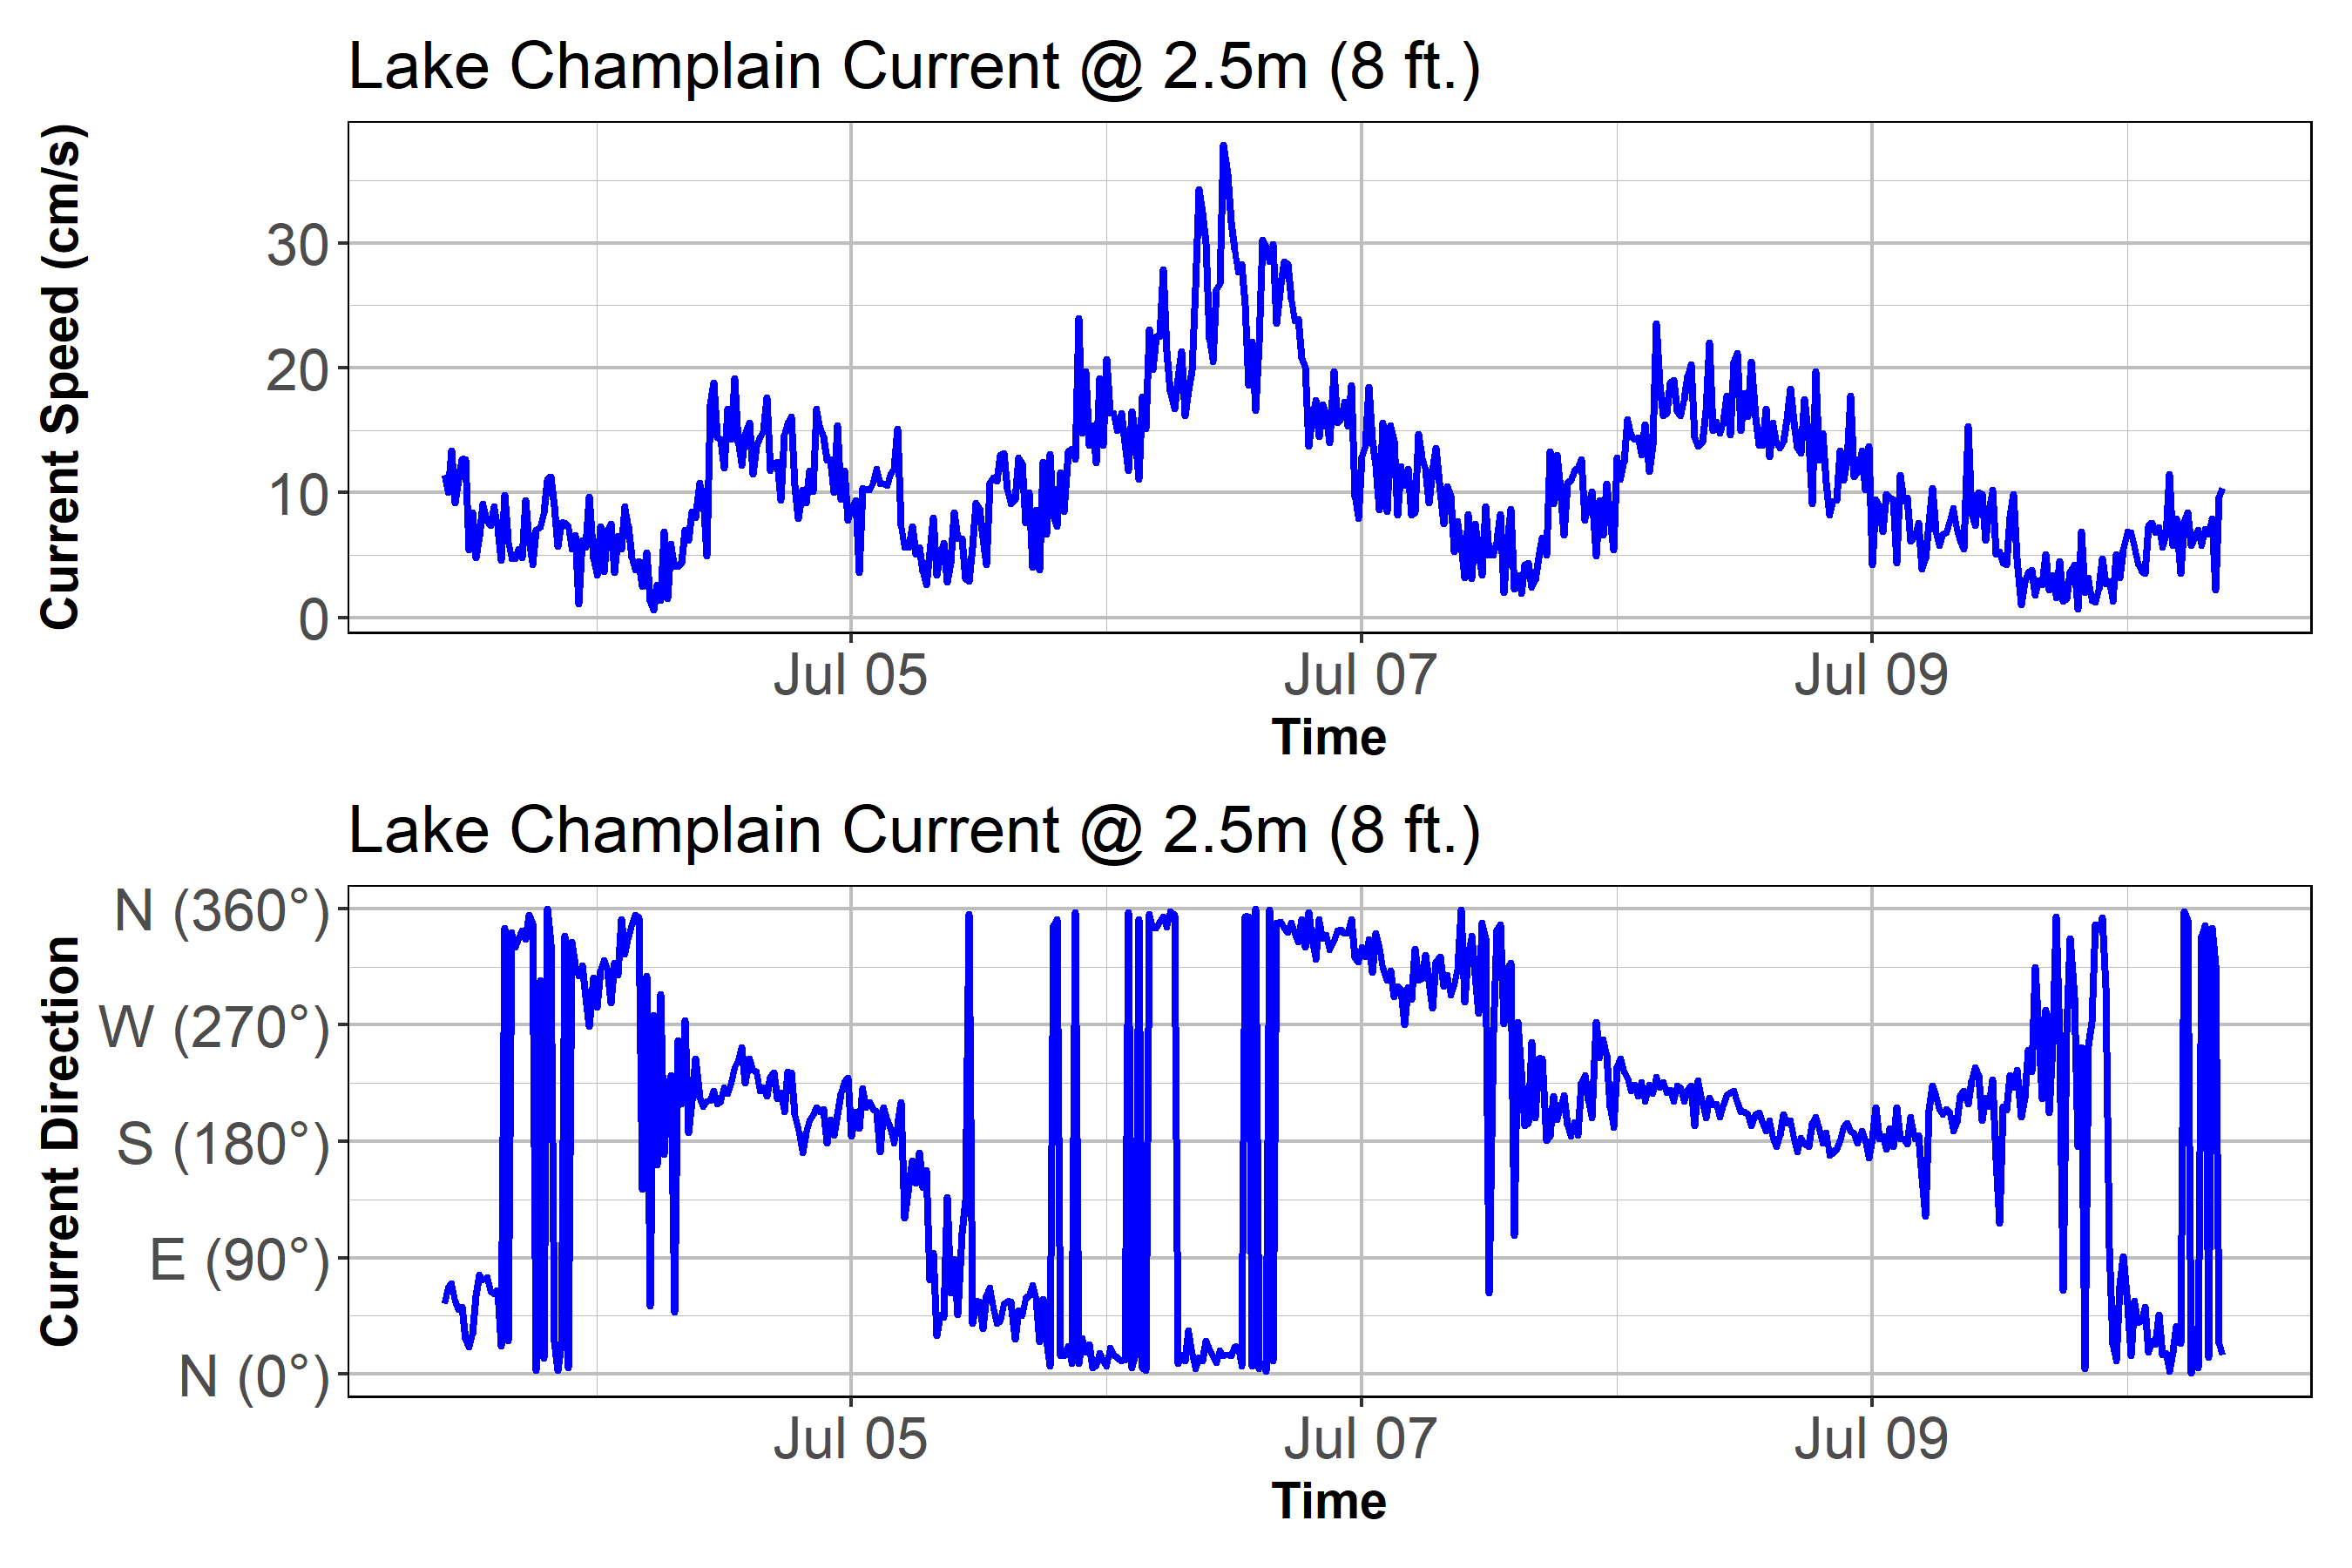 Lake Champlain Current @ 2.5m (8 ft.)
Current Speed (cm/s)
30
20
10
0
Jul 05 Jul 07 Jul 09
Time
Lake Champlain Current @ 2.5m (8 ft.)
Current Direction
N (360°)
W (270°)
S (180°)
E (90°)
N (0°)
Jul 05 Jul 07 Jul 09
Time